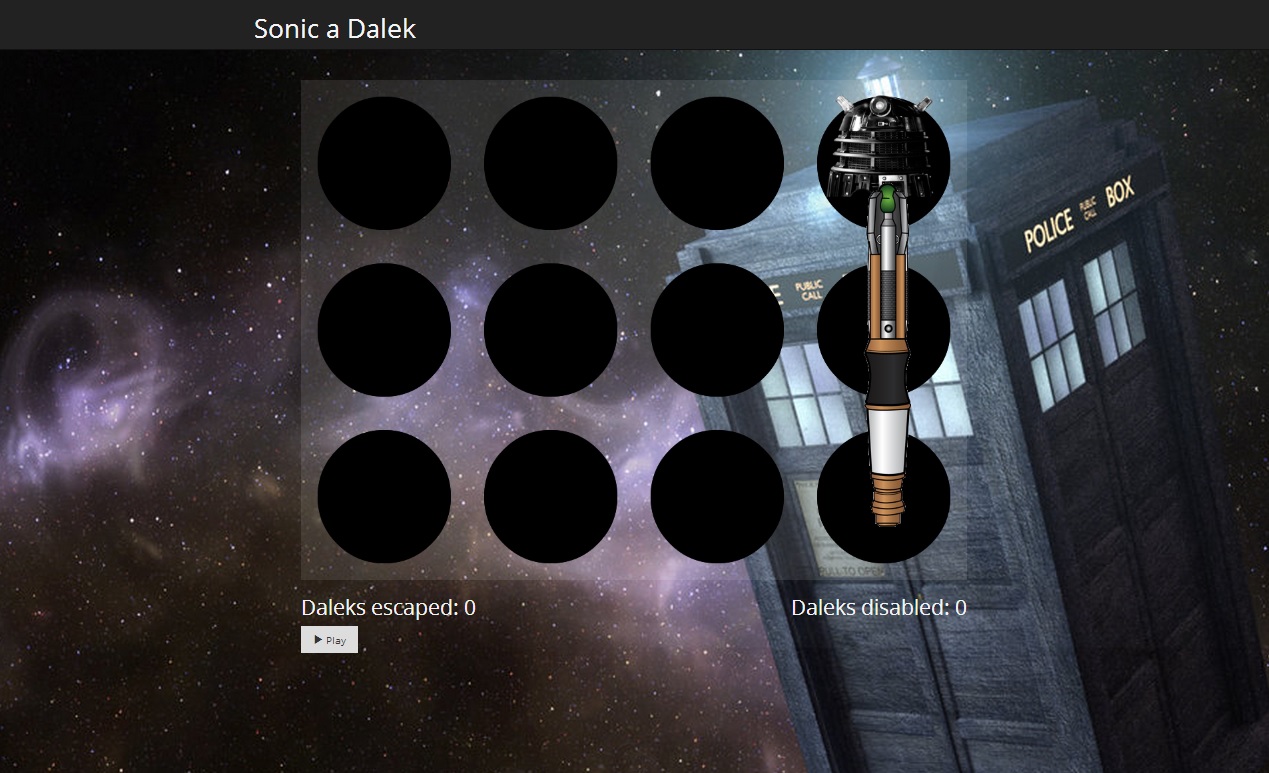 Sonic a Dalek
POLICE PUBLIC CALL BOX
PUBLIC CALL
PULL TO OPEN
Daleks escaped: 0
Daleks disabled: 0
Play